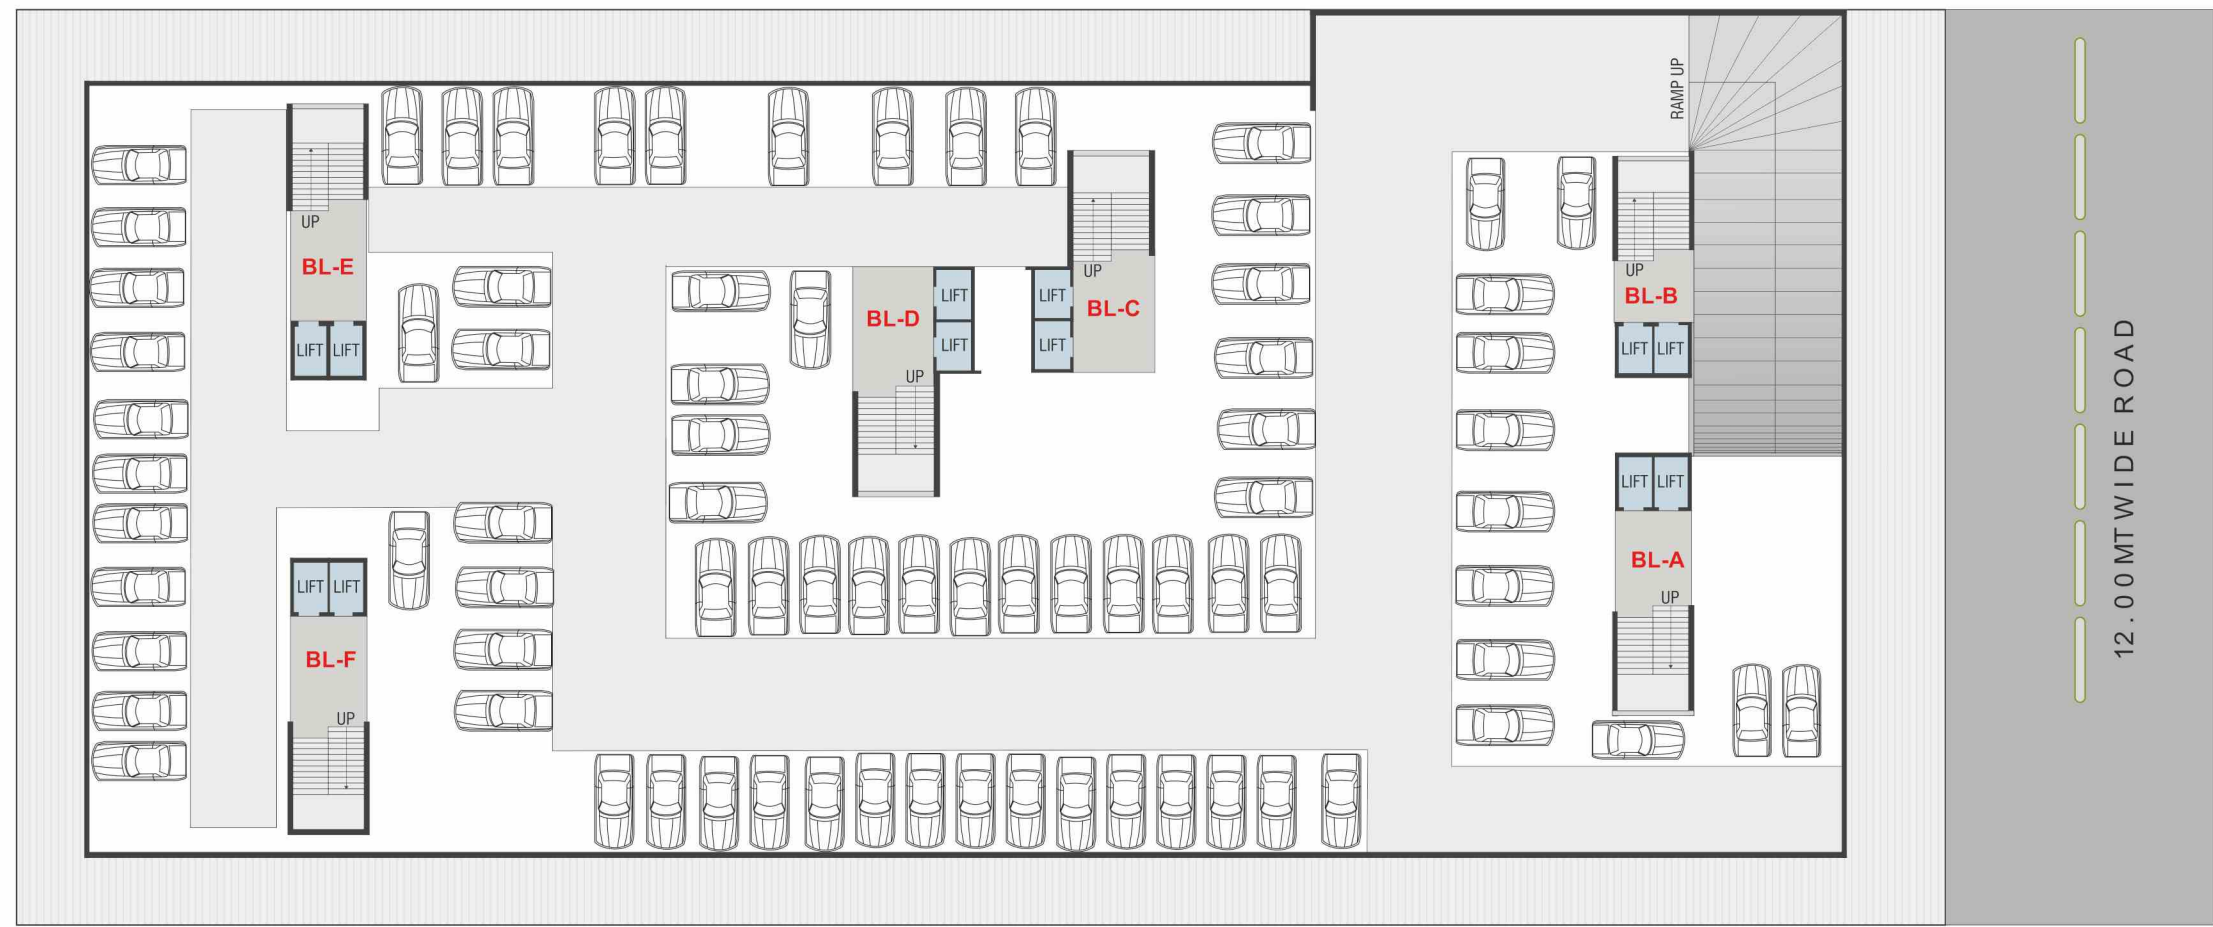 RAMP UP
UP
BL-E
LIFT LIFT
UP
BL-C
LIFT
LIFT
LIFT
LIFT
BL-D
UP
UP
BL-B
LIFT LIFT
LIFT LIFT
BL-A
UP
LIFT LIFT
BL-F
UP
12.00MT WIDE ROAD